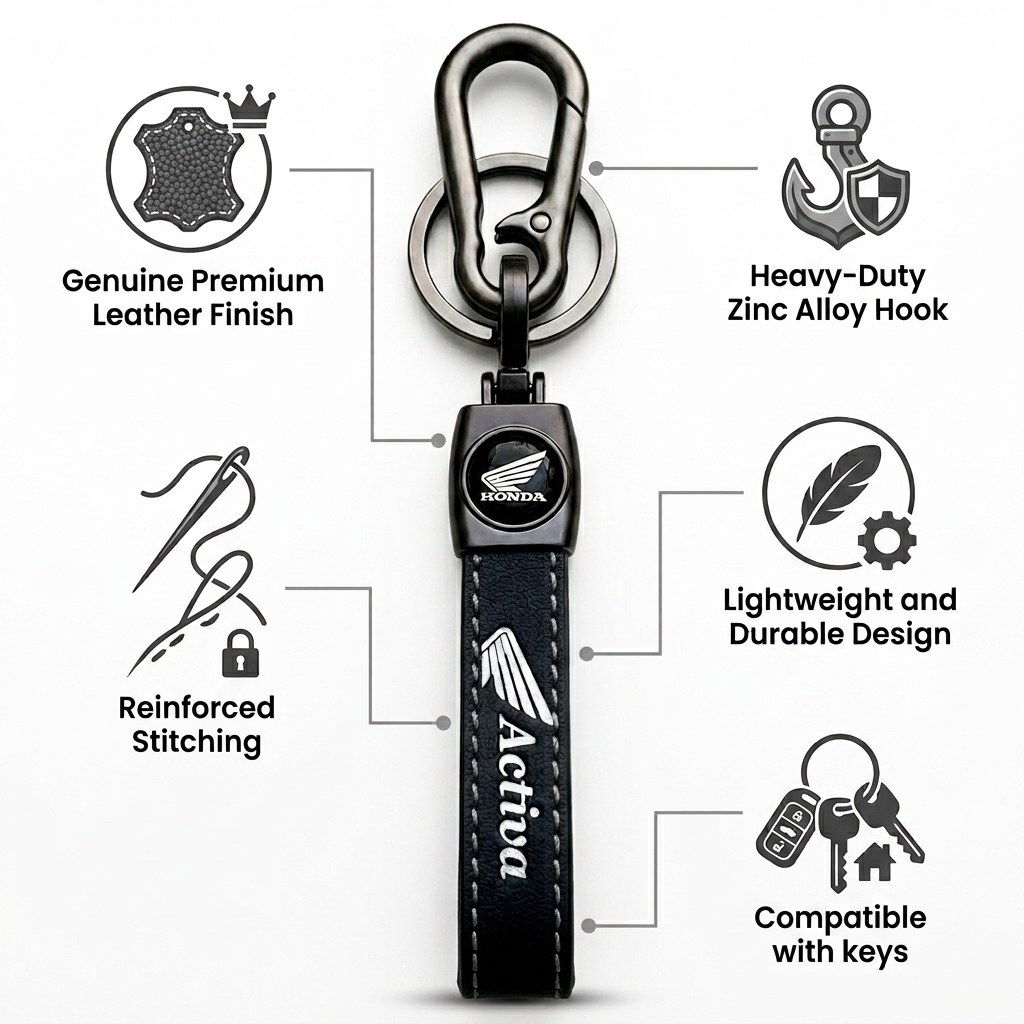 Genuine Premium
Leather Finish
Heavy-Duty
Zinc Alloy Hook
HONDA
Lightweight and
Durable Design
Reinforced
Stitching
Activa
Compatible
with keys